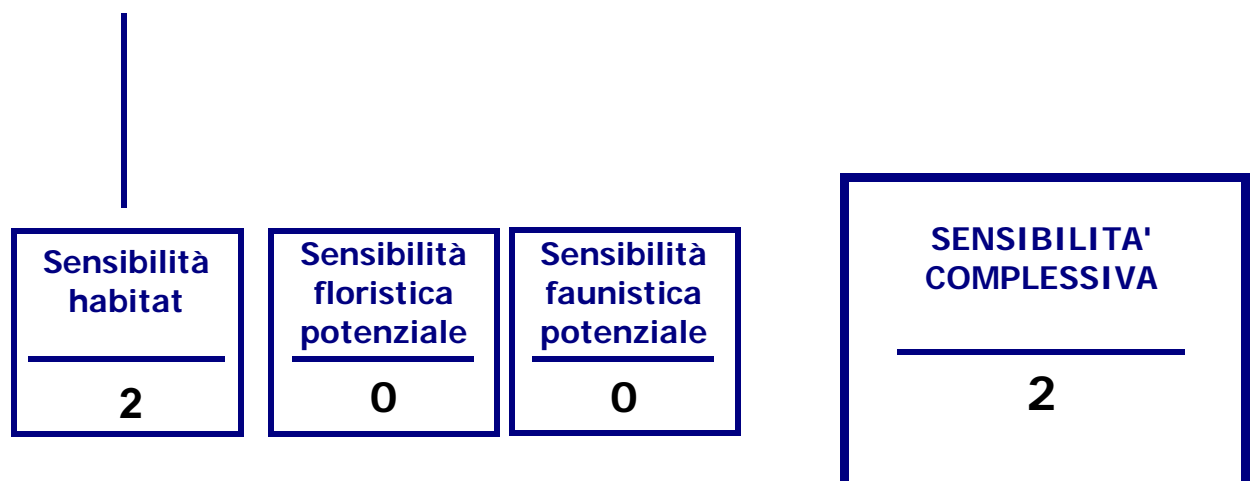 Sensibilità
habitat
2
Sensibilità
floristica
potenziale
0
Sensibilità
faunistica
potenziale
0
SENSIBILITA'
COMPLESSIVA
2